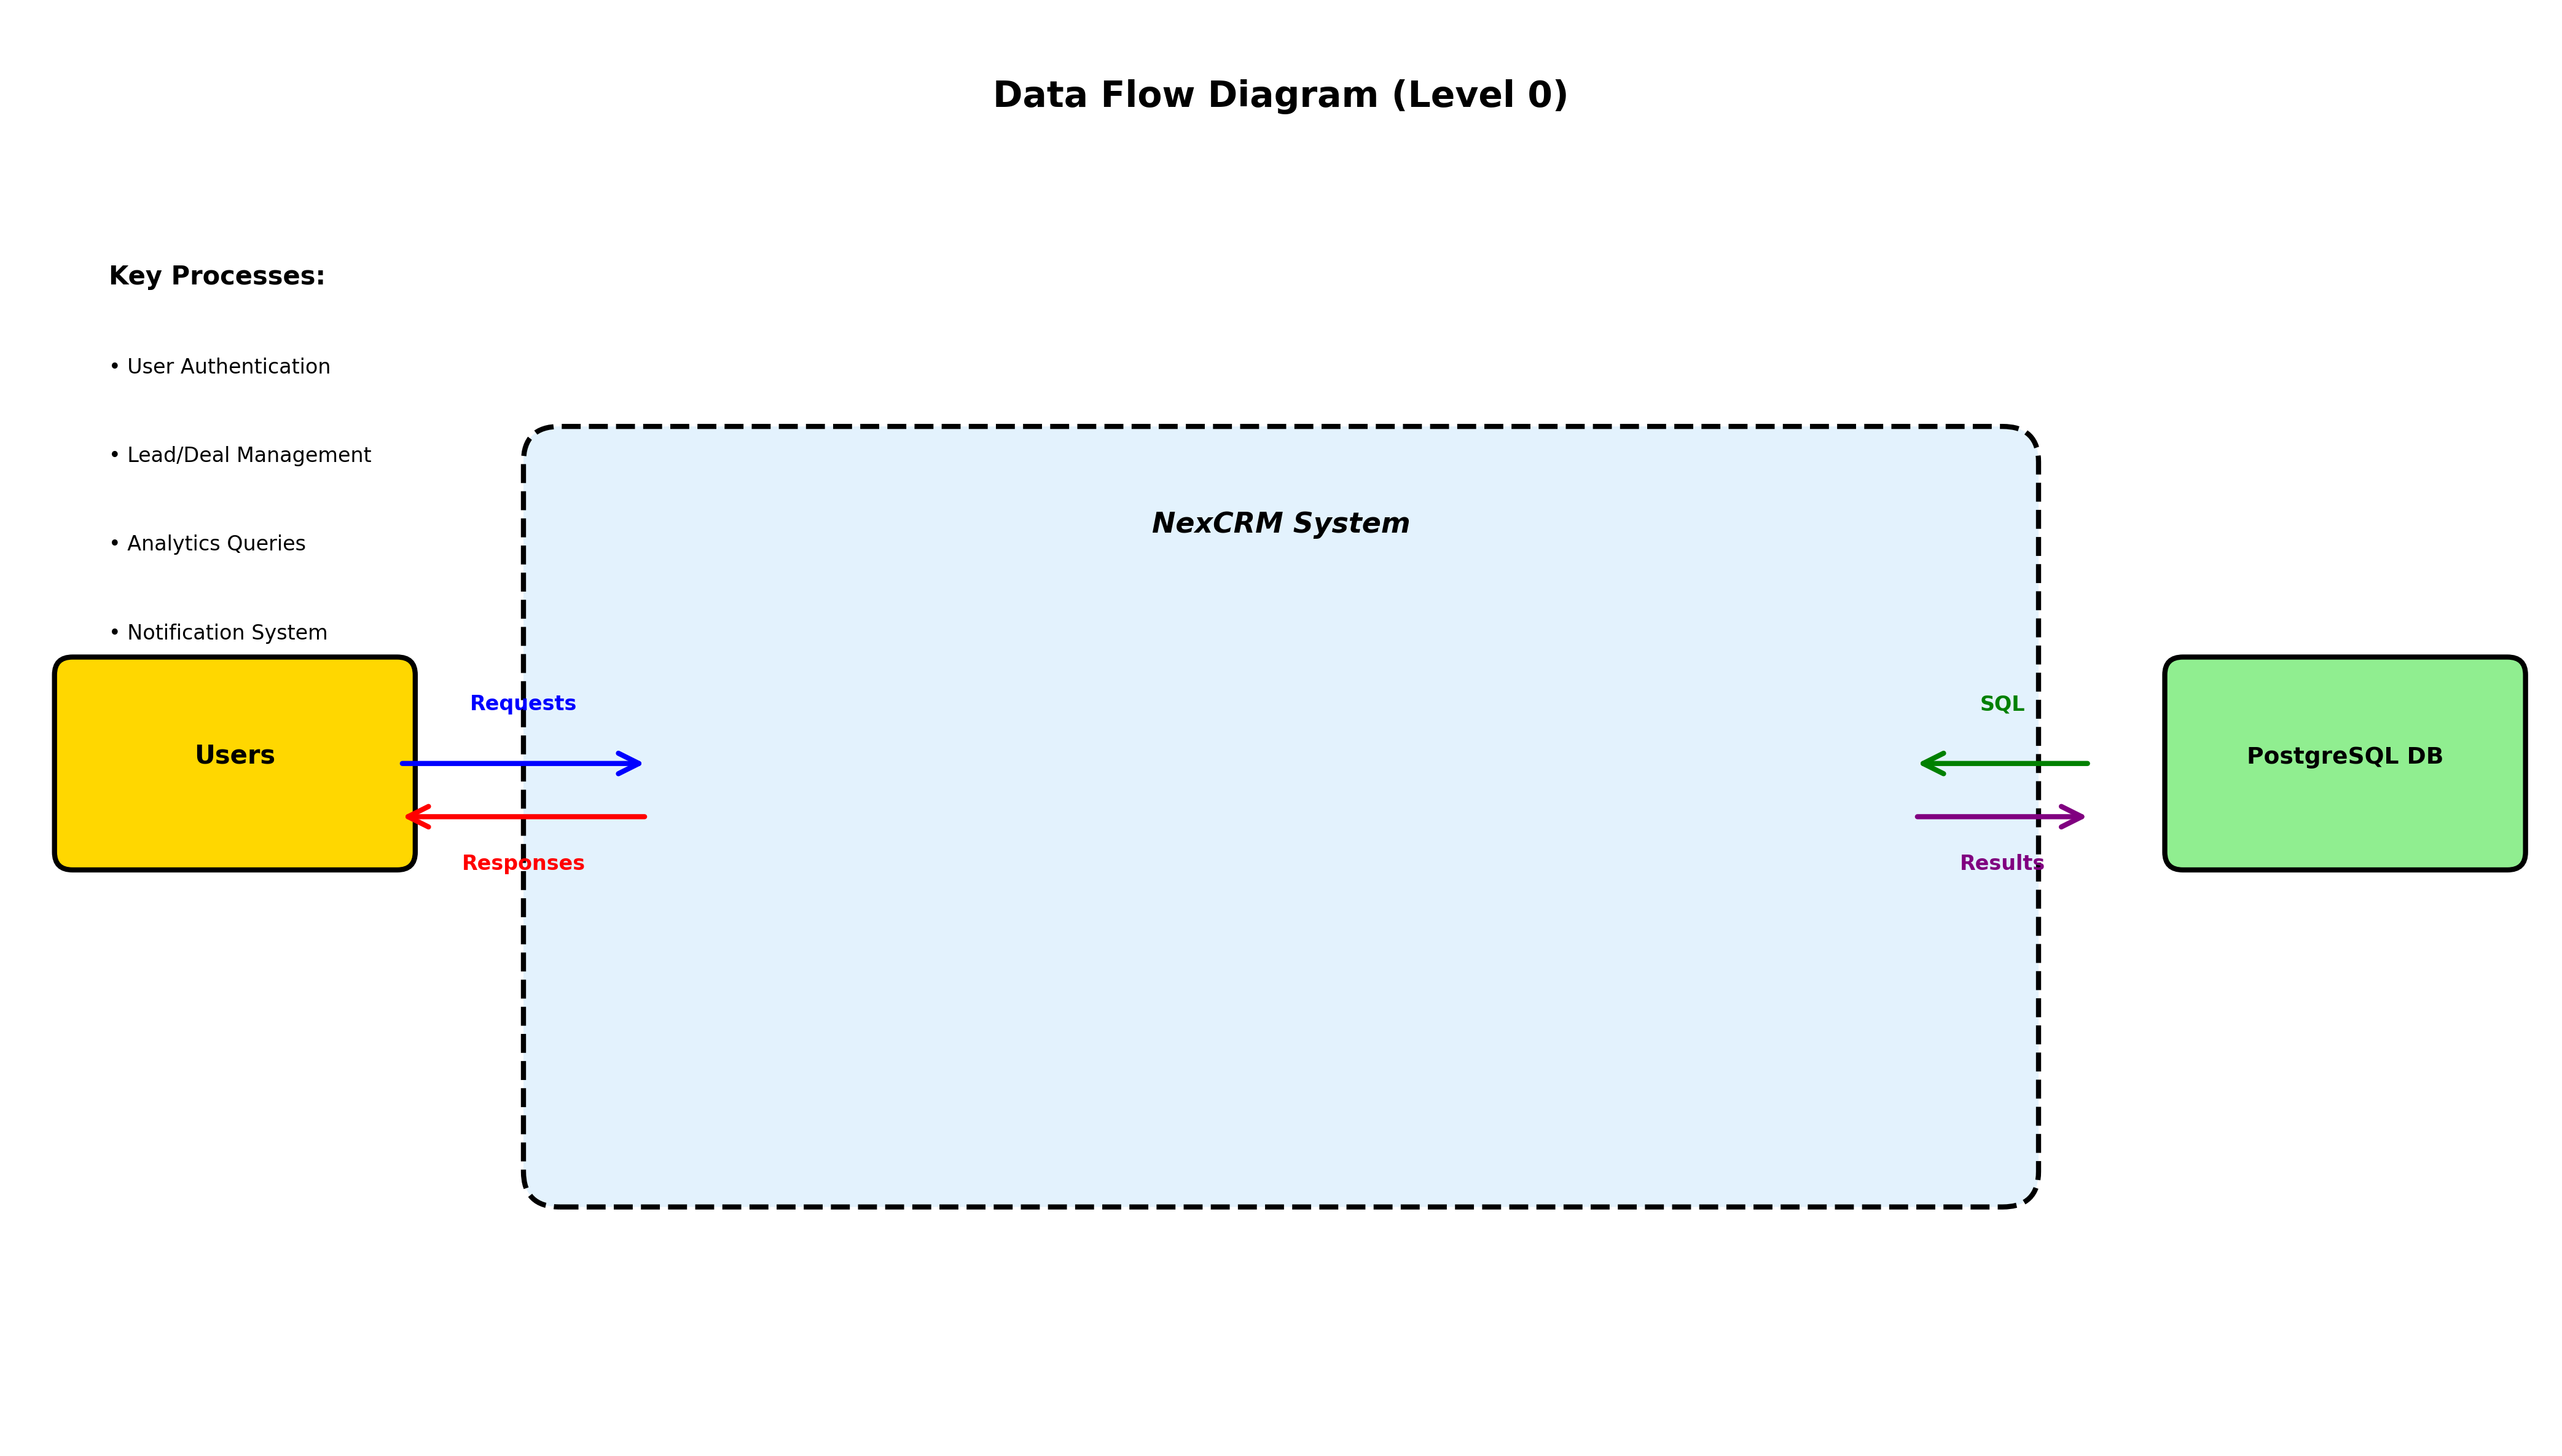 Data Flow Diagram (Level 0)
Key Processes:
• User Authentication
• Lead/Deal Management
• Analytics Queries
• Notification System
NexCRM System
Users
Requests
Responses
SQL
Results
PostgreSQL DB